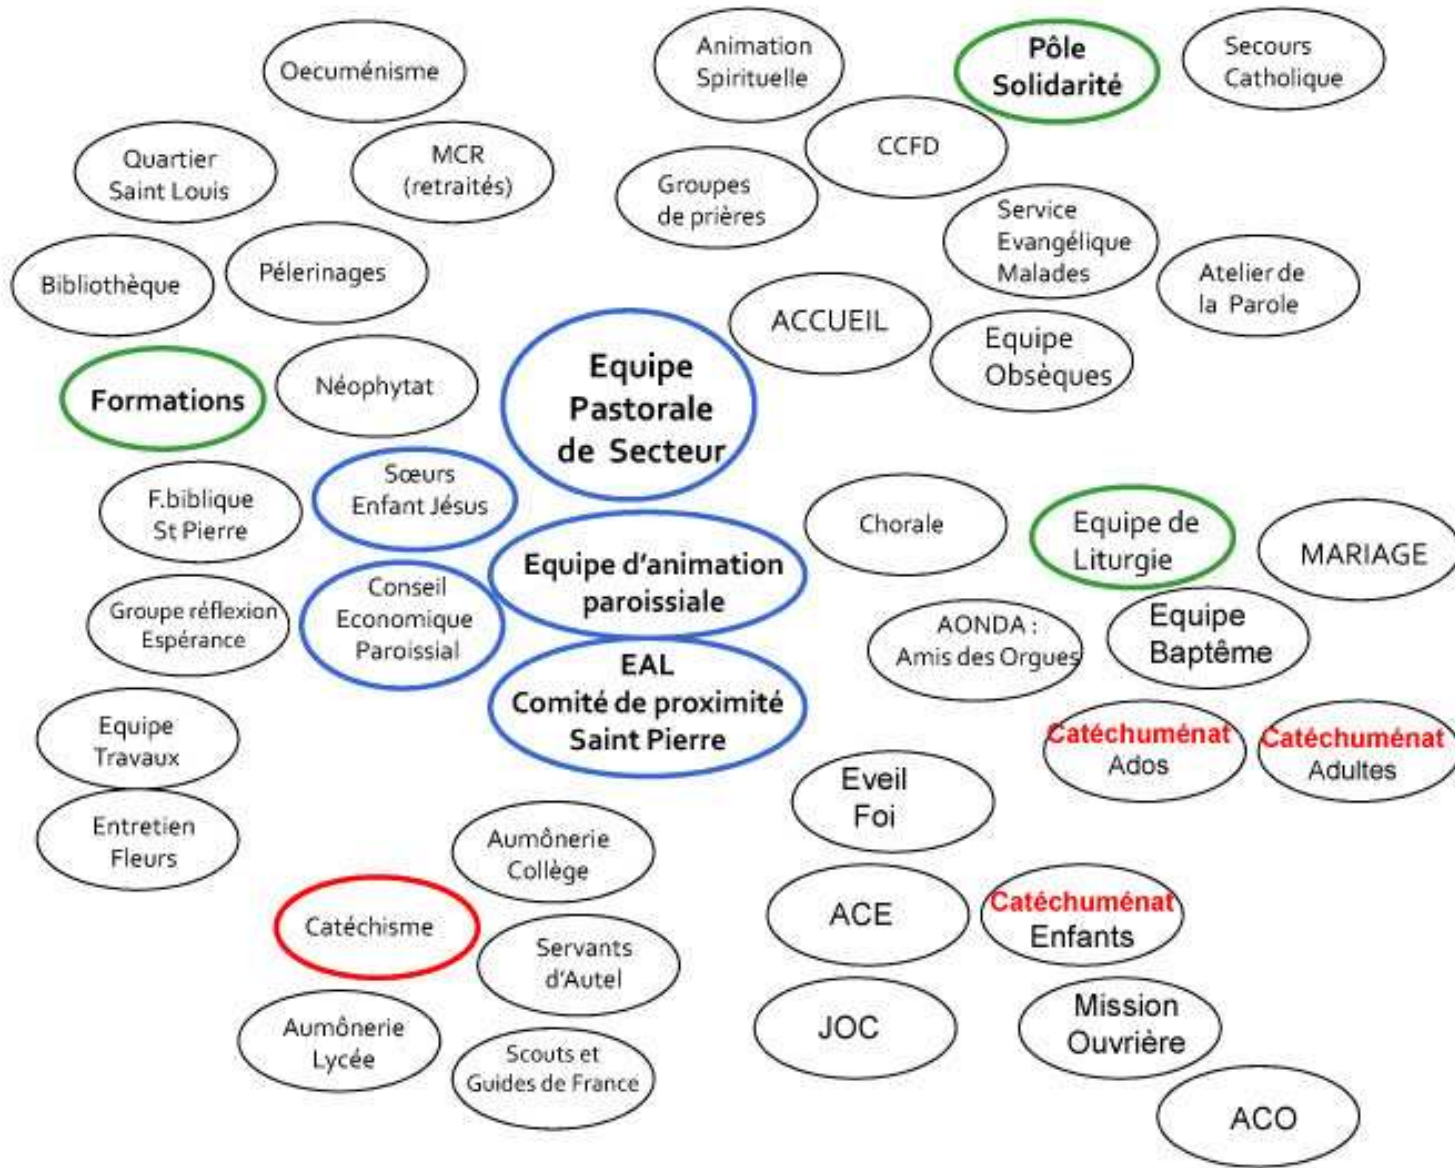 Oecuménisme
Animation
Spirituelle
Pôle
Solidarité
Secours
Catholique
Quartier
Saint Louis
MCR
(retraités)
CCFD
Groupes
de prières
Service
Evangélique
Malades
Bibliothèque
Pélerinages
Atelier de
la Parole
ACCUEIL
Equipe
Obsèques
Formations
Néophytat
Equipe
Pastorale
de Secteur
Sœurs
Enfant Jésus
F.biblique
St Pierre
Chorale
Equipe de
Liturgie
MARIAGE
Equipe d'animation
paroissiale
Groupe réflexion
Espérance
Conseil
Economique
Paroissial
AONDA :
Amis des Orgues
Equipe
Baptême
EAL
Comité de proximité
Saint Pierre
Equipe
Travaux
Catéchuménat
Ados
Catéchuménat
Adultes
Eveil
Foi
Entretien
Fleurs
Aumônerie
Collège
Catéchisme
ACE
Catéchuménat
Enfants
Servants
d'Autel
Aumônerie
Lycée
JOC
Mission
Ouvrière
Scouts et
Guides de France
ACO